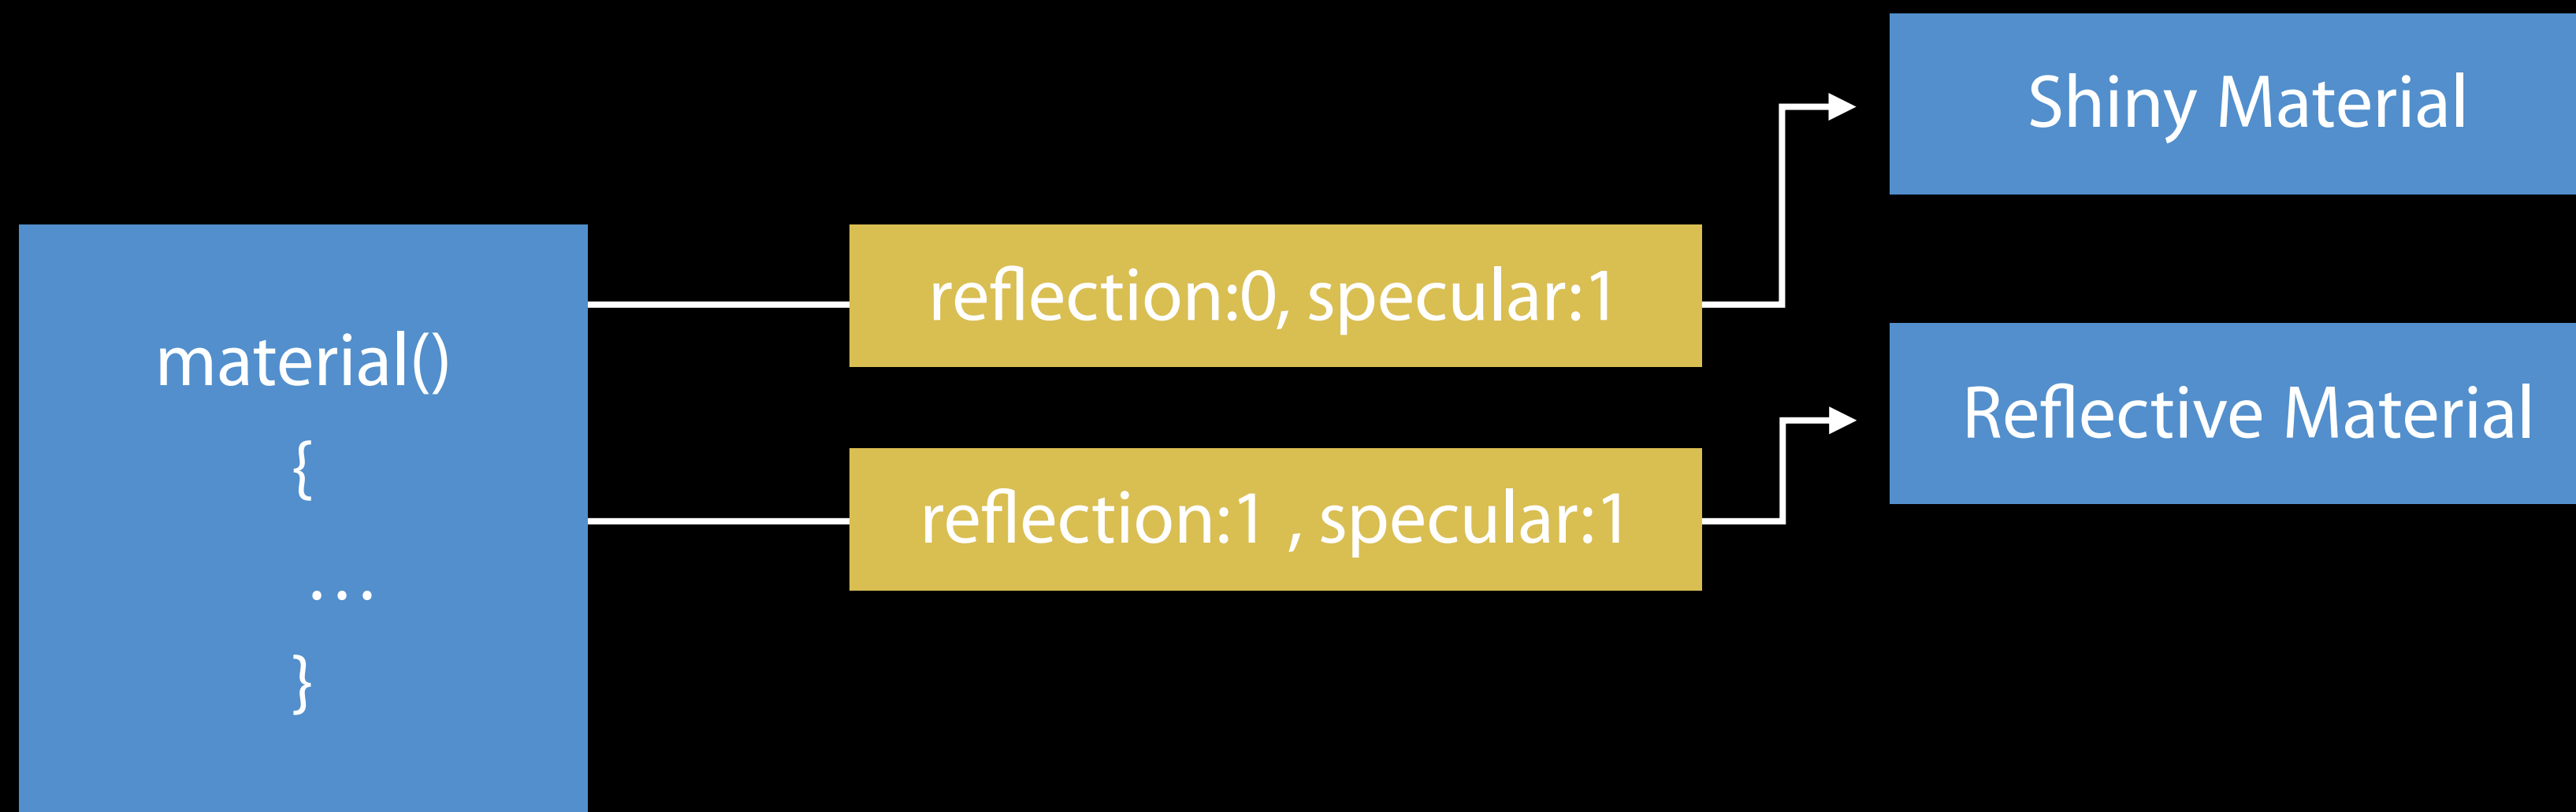 material()
{
...
}
reflection:0, specular:1
reflection:1 , specular:1
Shiny Material
Reflective Material